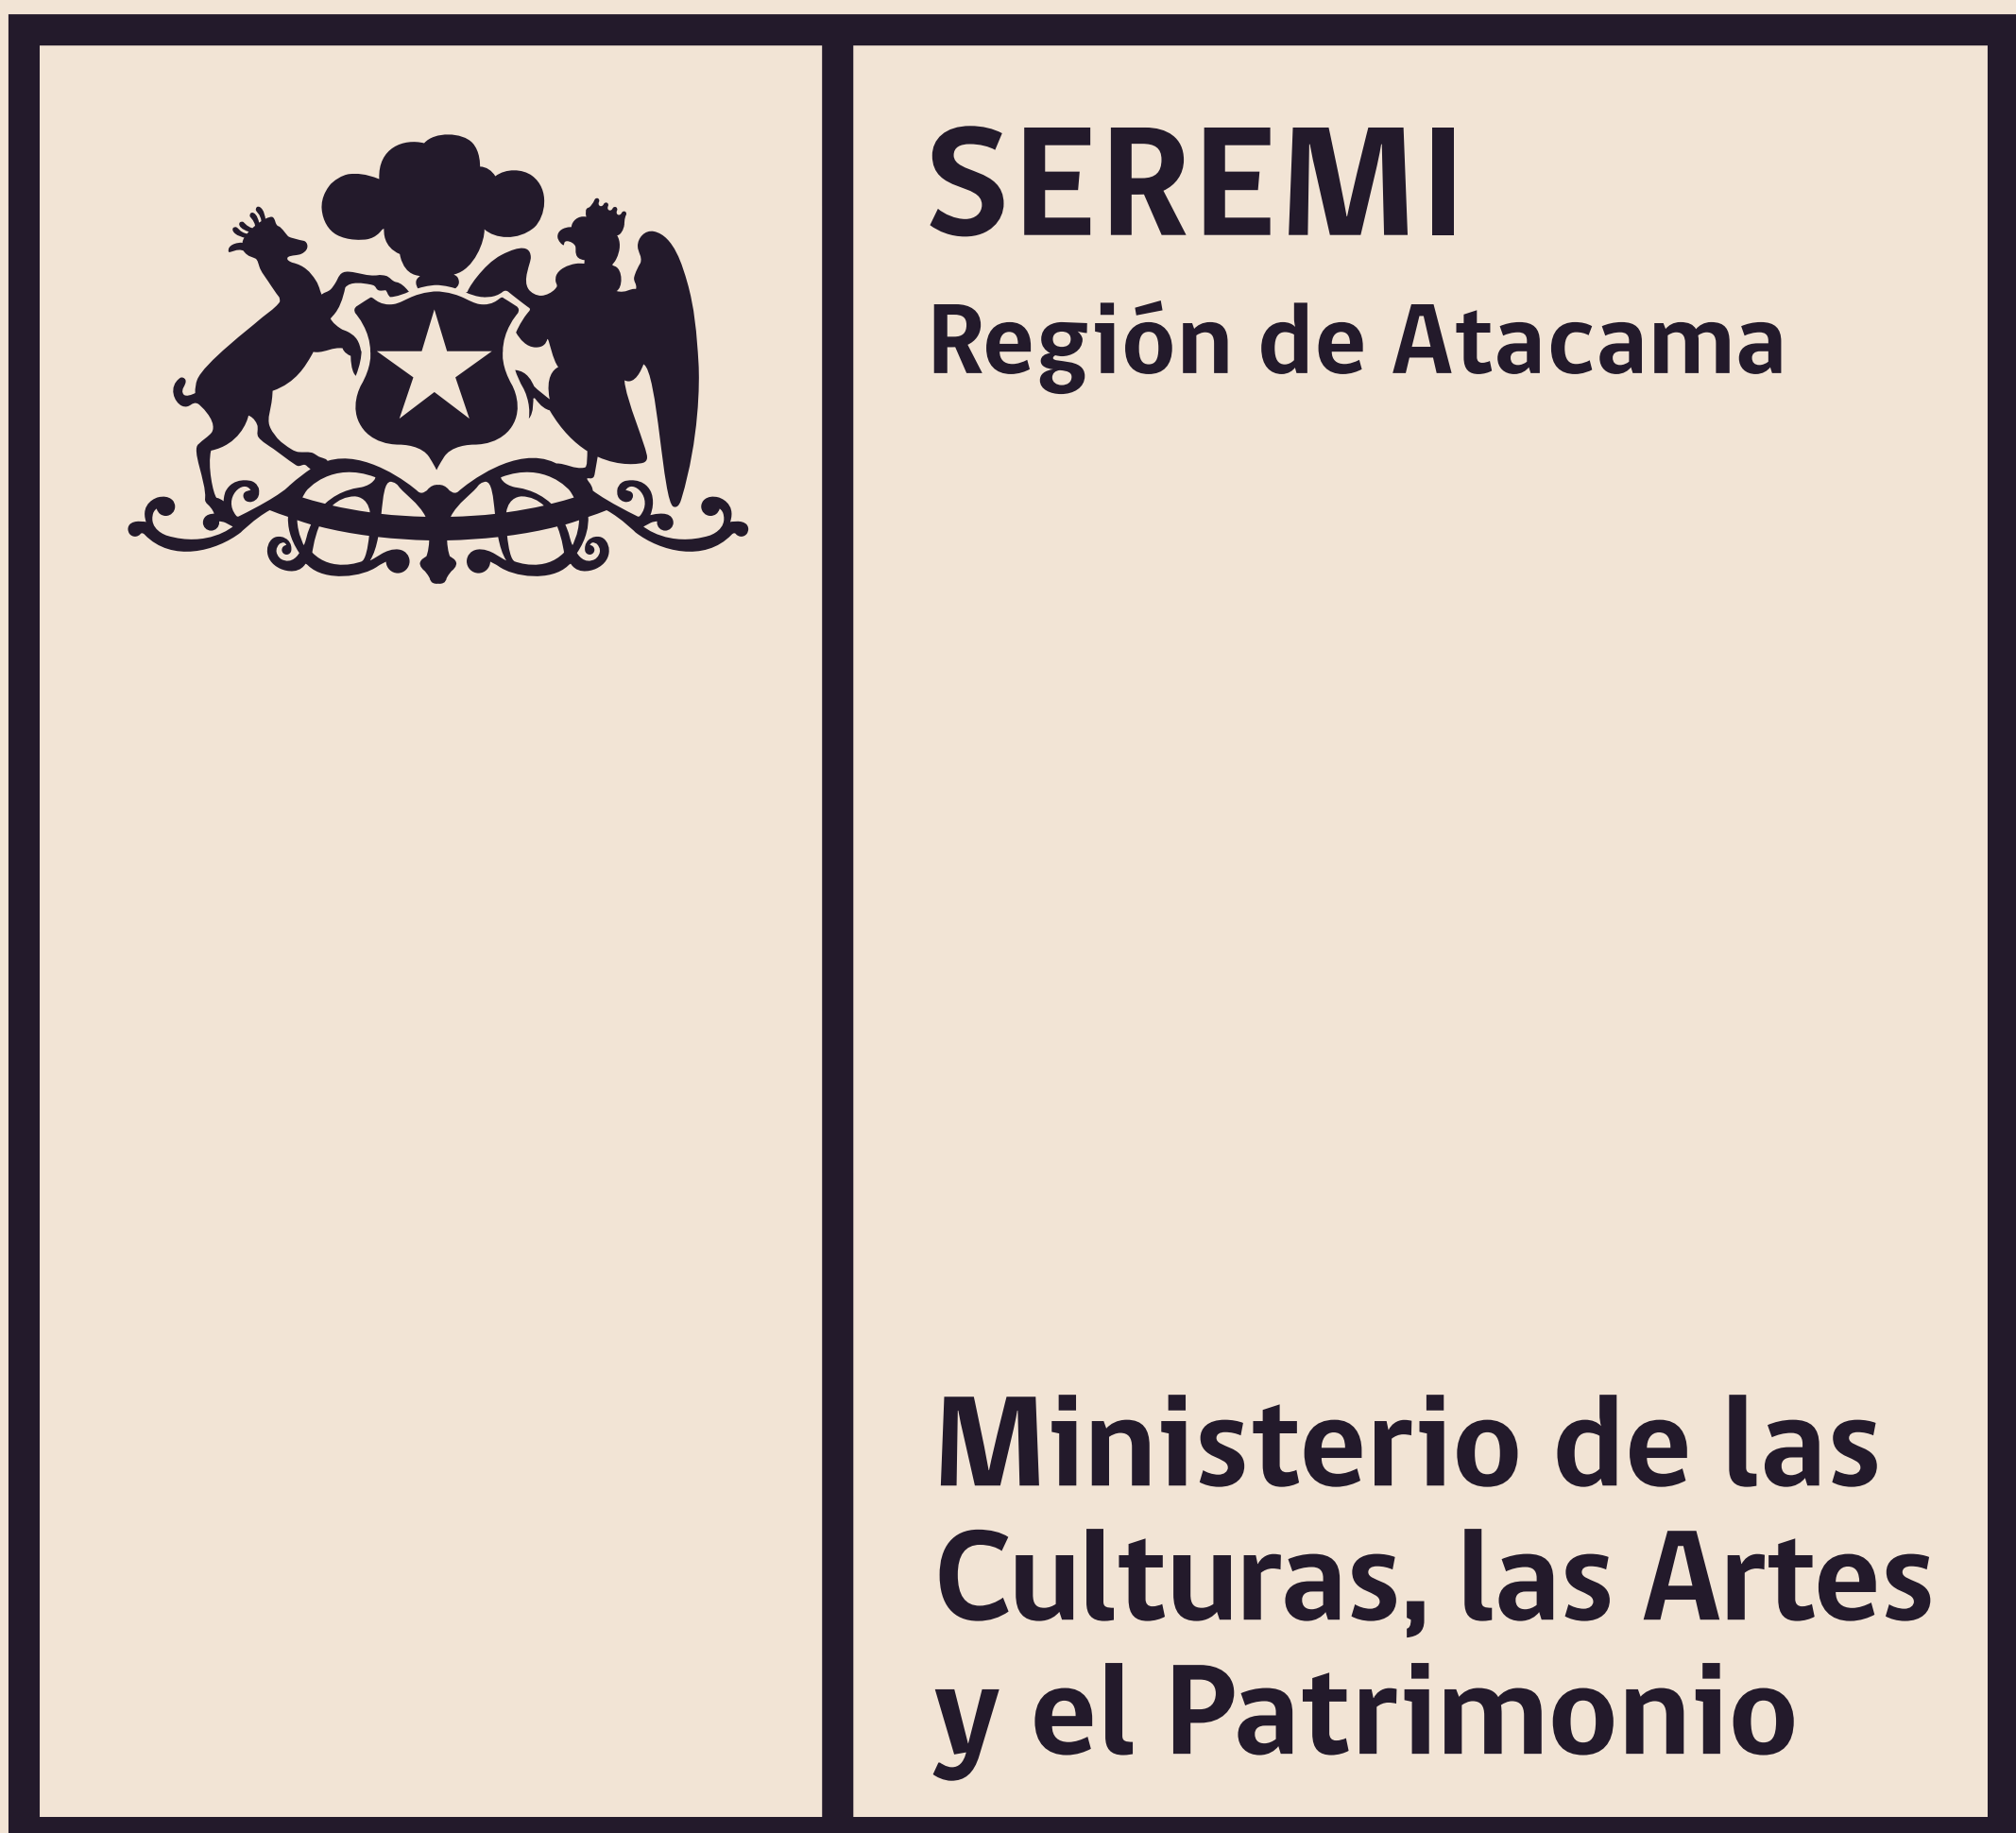 SEREMI
Región de Atacama
Ministerio de las
Culturas, las Artes
y el Patrimonio